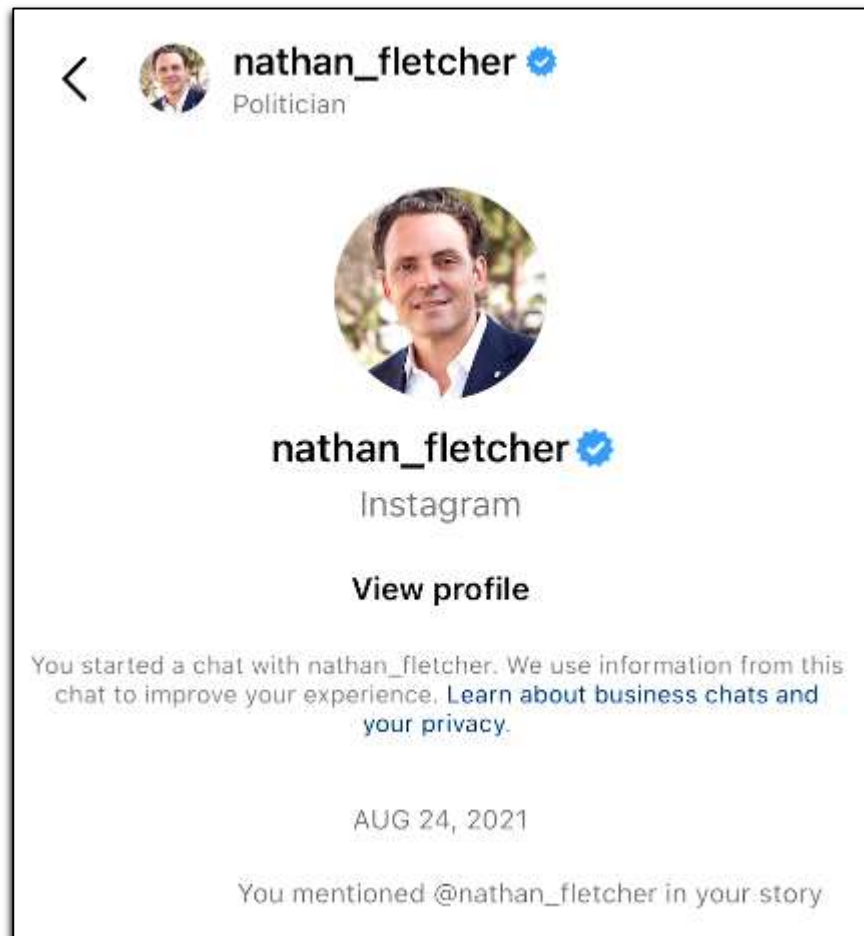 nathan_fletcher
Politician
nathan_fletcher
Instagram
View profile
You started a chat with nathan_fletcher. We use information from this
chat to improve your experience. Learn about business chats and
your privacy.
AUG 24, 2021
You mentioned @nathan_fletcher in your story